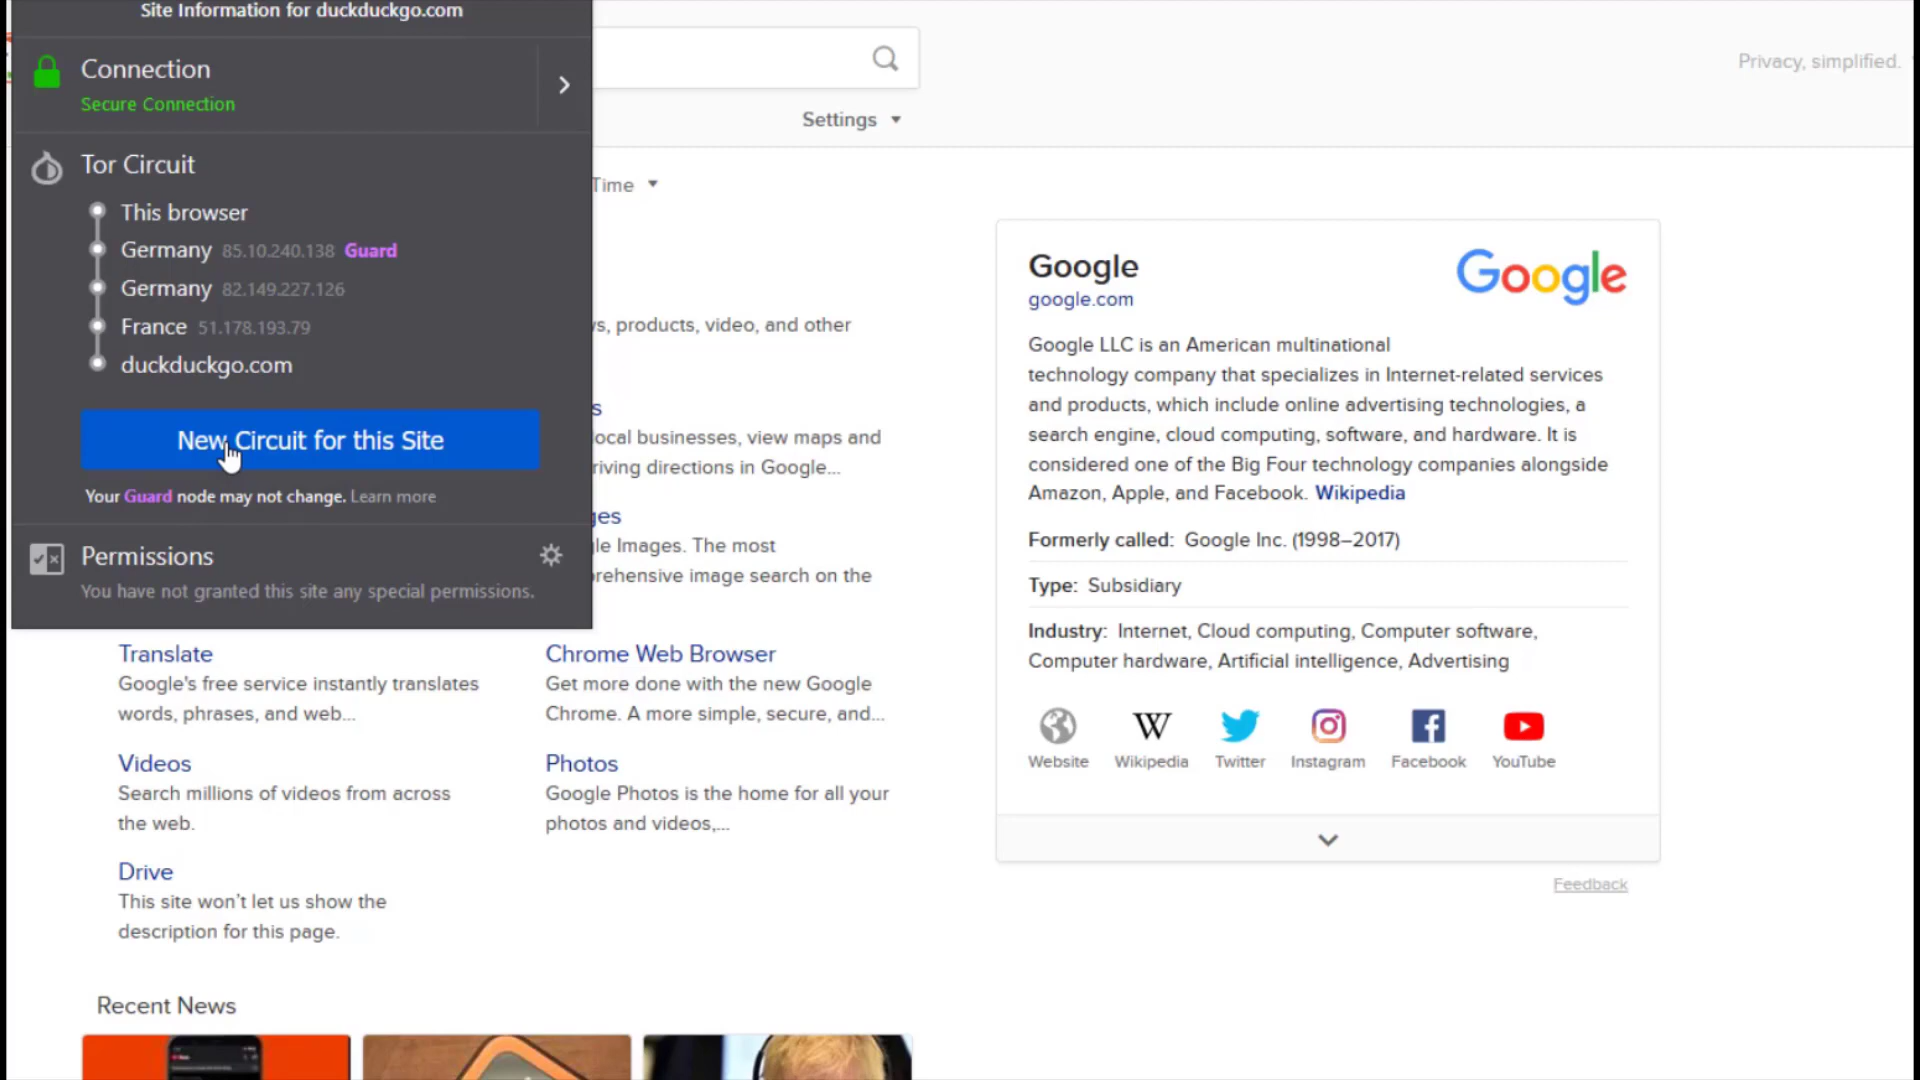 Site Information for duckduckgo.com
Connection
Secure Connection
Tor Circuit
This browser
Germany 85.10.240.138 Guard
Germany 82.149.227.126
France 51.178.193.79
duckduckgo.com
New Circuit for this Site
Your Guard node may not change. Learn more
Permissions
You have not granted this site any special permissions.
Privacy, simplified.
Settings
Time
s, products, video, and other
s
local businesses, view maps and
riving directions in Google...
ges
le Images. The most
prehensive image search on the
Translate
Google's free service instantly translates
words, phrases, and web...
Chrome Web Browser
Get more done with the new Google
Chrome. A more simple, secure, and...
Videos
Search millions of videos from across
the web.
Photos
Google Photos is the home for all your
photos and videos,...
Drive
This site won't let us show the
description for this page.
Recent News
Google
google.com
Google
Google LLC is an American multinational
technology company that specializes in Internet-related services
and products, which include online advertising technologies, a
search engine, cloud computing, software, and hardware. It is
considered one of the Big Four technology companies alongside
Amazon, Apple, and Facebook. Wikipedia
Formerly called: Google Inc. (1998–2017)
Type: Subsidiary
Industry: Internet, Cloud computing, Computer software,
Computer hardware, Artificial intelligence, Advertising
W
Website Wikipedia Twitter Instagram Facebook YouTube
Feedback